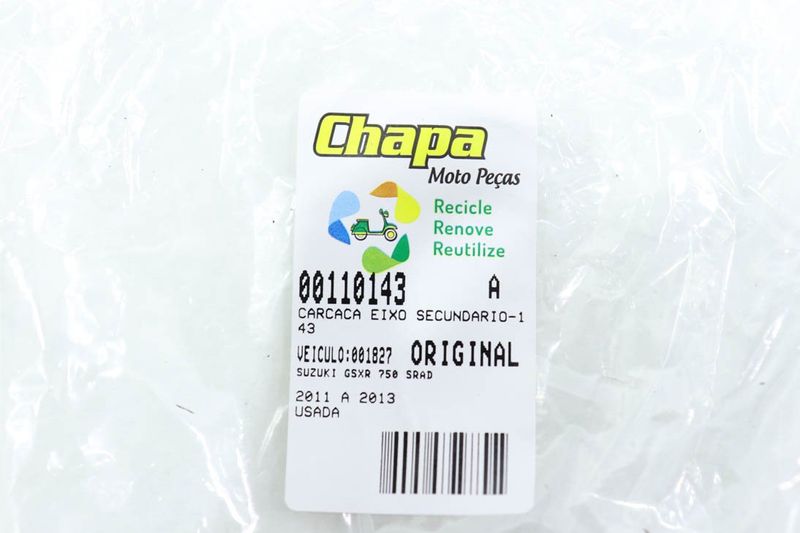 Chapa
Moto Peças
Recicle
Renove
Reutilize
00110143 A
CARCACA EIXO SECUNDARIO-1
43
VEICULO:001827 ORIGINAL
SUZUKI GSXR 750 SRAD
2011 A 2013
USADA